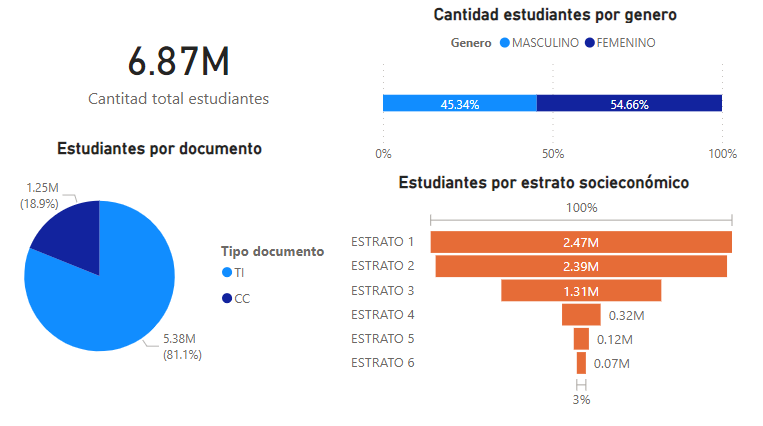 6.87M
Cantitad total estudiantes
Cantidad estudiantes por genero
Genero MASCULINO FEMENINO
45.34% 54.66%
0% 50% 100%
Estudiantes por documento
1.25M
(18.9%)
Tipo documento
TI
CC
5.38M
(81.1%)
Estudiantes por estrato socieconómico
100%
ESTRATO 1 2.47M
ESTRATO 2 2.39M
ESTRATO 3 1.31M
ESTRATO 4 0.32M
ESTRATO 5 0.12M
ESTRATO 6 0.07M
3%